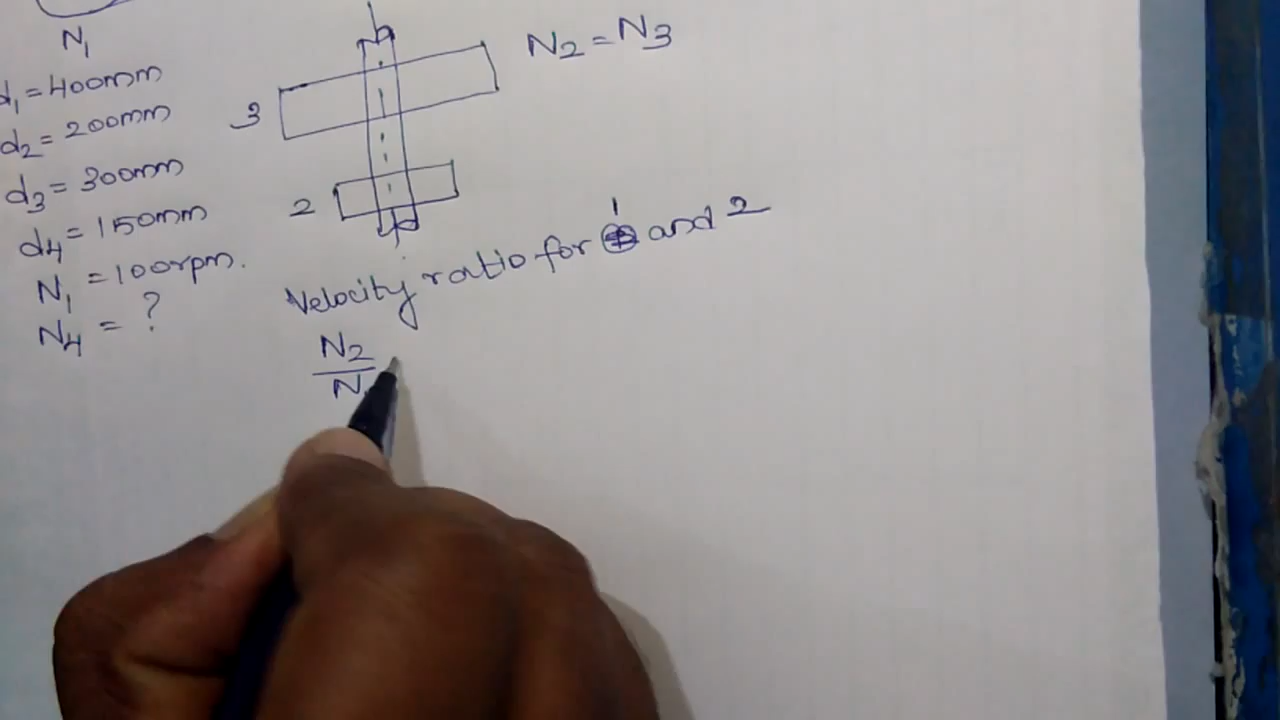 N1
d1 = 400mm
d2 = 200mm
d3 = 300mm
d4 = 150mm
N1 = 100rpm.
N4 = ?
N2 = N3
3
2
Velocity ratio for 1 and 2
N2
N